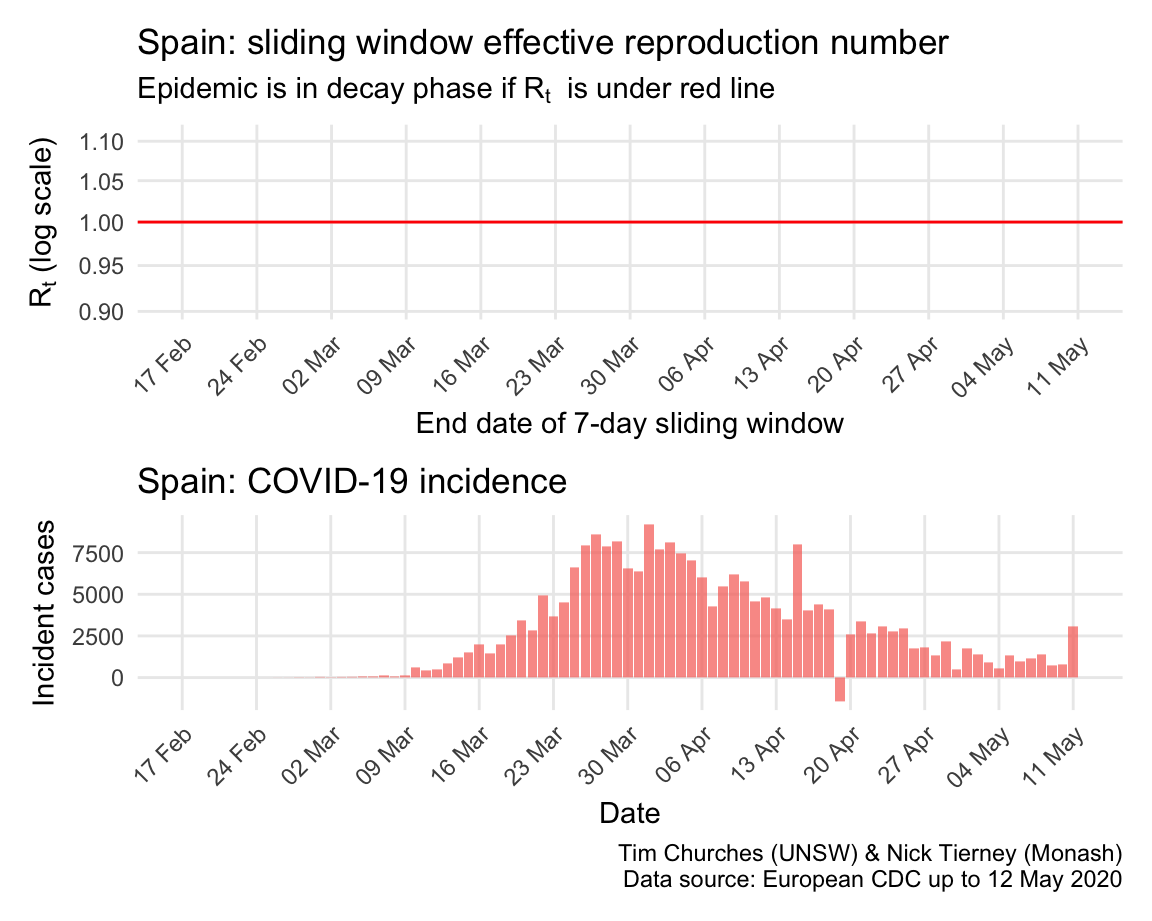 Spain: sliding window effective reproduction number
Epidemic is in decay phase if Rt is under red line
Rt (log scale)
1.10
1.05
1.00
0.95
0.90
17 Feb
24 Feb
02 Mar
09 Mar
16 Mar
23 Mar
30 Mar
06 Apr
13 Apr
20 Apr
27 Apr
04 May
11 May
End date of 7-day sliding window
Spain: COVID-19 incidence
Incident cases
7500
5000
2500
0
17 Feb
24 Feb
02 Mar
09 Mar
16 Mar
23 Mar
30 Mar
06 Apr
13 Apr
20 Apr
27 Apr
04 May
11 May
Date
Tim Churches (UNSW) & Nick Tierney (Monash)
Data source: European CDC up to 12 May 2020